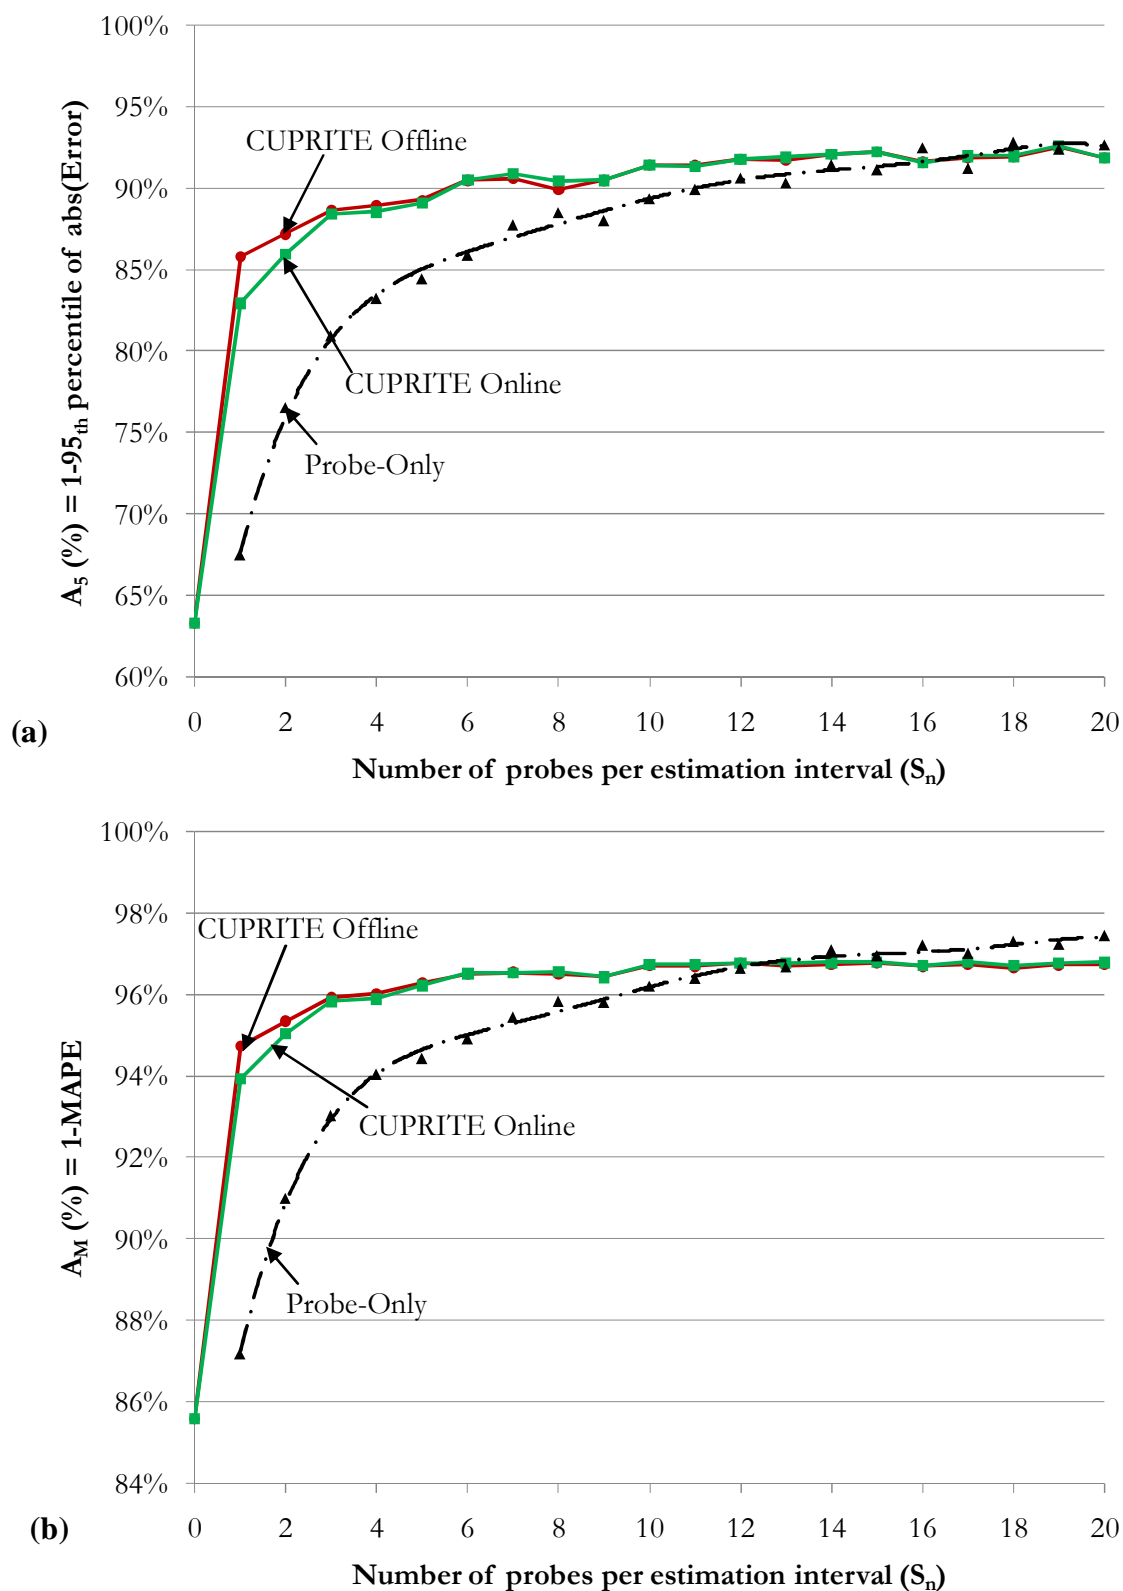 100%
95%
90%
85%
80%
75%
70%
65%
60%
A5 (%) = 1-95th percentile of abs(Error)
CUPRITE Offline
CUPRITE Online
Probe-Only
0 2 4 6 8 10 12 14 16 18 20
(a)
Number of probes per estimation interval (Sn)
100%
98%
96%
94%
92%
90%
88%
86%
84%
AM (%) = 1-MAPE
CUPRITE Offline
CUPRITE Online
Probe-Only
0 2 4 6 8 10 12 14 16 18 20
(b)
Number of probes per estimation interval (Sn)